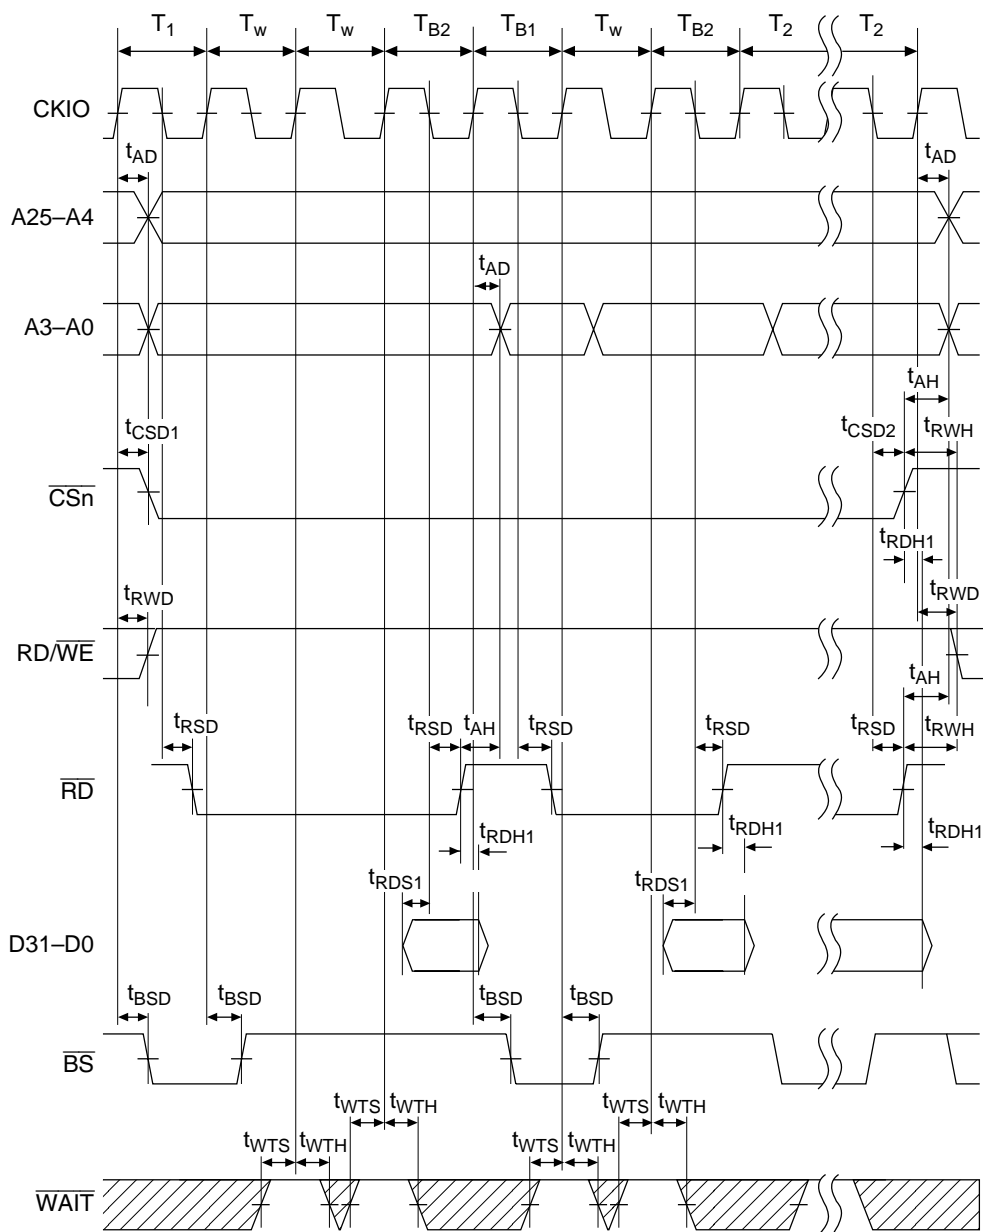 T1 Tw Tw TB2 TB1 Tw TB2 T2 T2
CKIO
tAD tAD
A25–A4
tAD
A3–A0
tAH
tCSD1 tCSD2 tRWH
CSn
tRDH1
tRWD tRWD
RD/WE
tAH
tRSD tRSD tAH tRSD tRSD tRSD tRWH
RD
tRDH1 tRDH1 tRDH1
tRDS1 tRDS1
D31–D0
tBSD tBSD tBSD tBSD
BS
tWTS tWTH tWTS tWTH
tWTS tWTH tWTS tWTH
WAIT